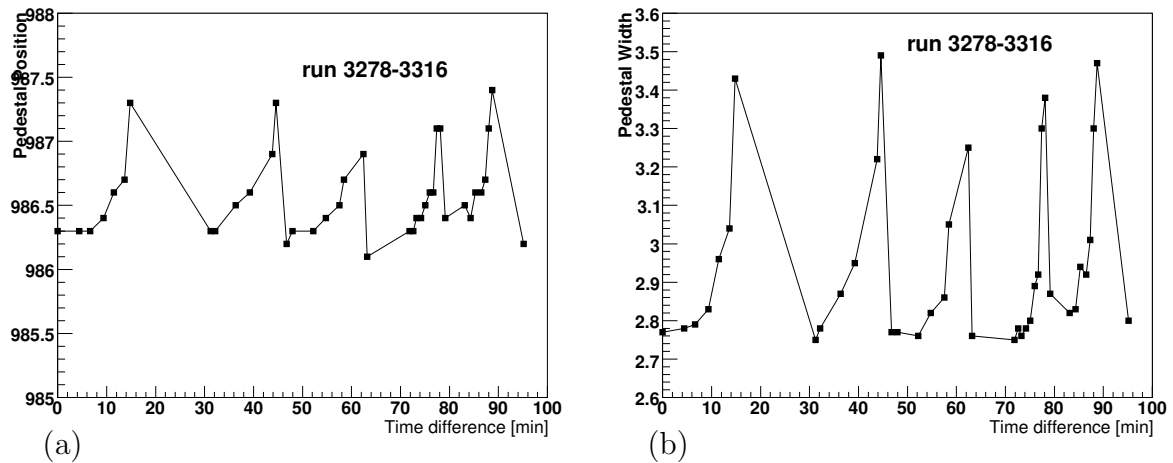 Pedestal Position
988
987.5
987
986.5
986
985.5
985
run 3278-3316
0 10 20 30 40 50 60 70 80 90 100
Time difference [min]
(a)
Pedestal Width
3.6
3.5
3.4
3.3
3.2
3.1
3
2.9
2.8
2.7
2.6
run 3278-3316
0 10 20 30 40 50 60 70 80 90 100
Time difference [min]
(b)